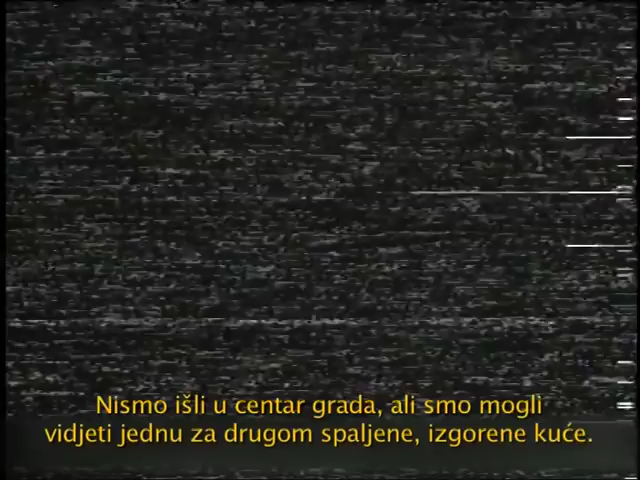 Nismo išli u centar grada, ali smo mogli
vidjeti jednu za drugom spaljene, izgorene kuće.